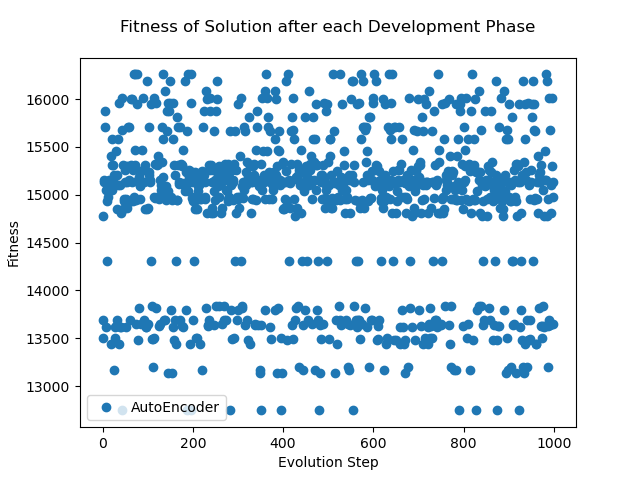 Fitness of Solution after each Development Phase
16000
15500
15000
14500
14000
13500
13000
Fitness
AutoEncoder
0 200 400 600 800 1000
Evolution Step